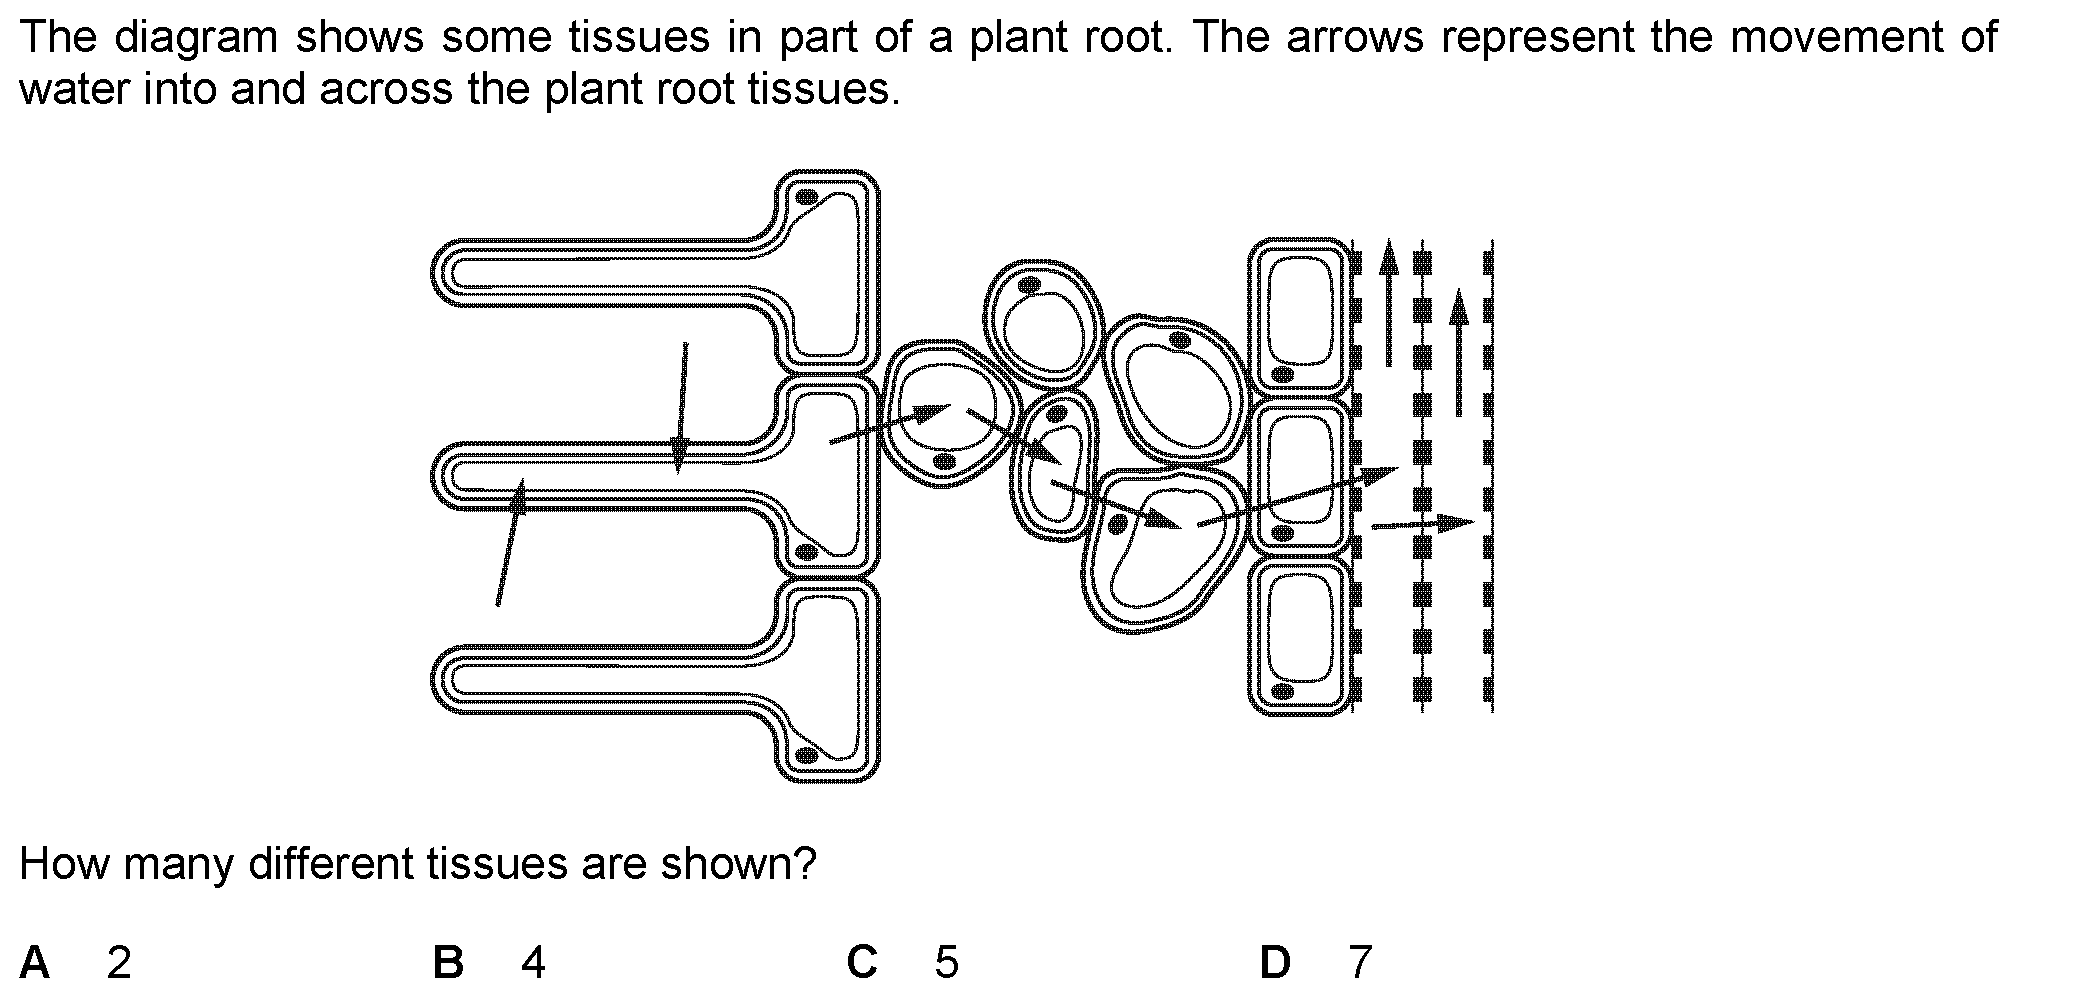 The diagram shows some tissues in part of a plant root. The arrows represent the movement of
water into and across the plant root tissues.
How many different tissues are shown?
A 2 B 4 C 5 D 7